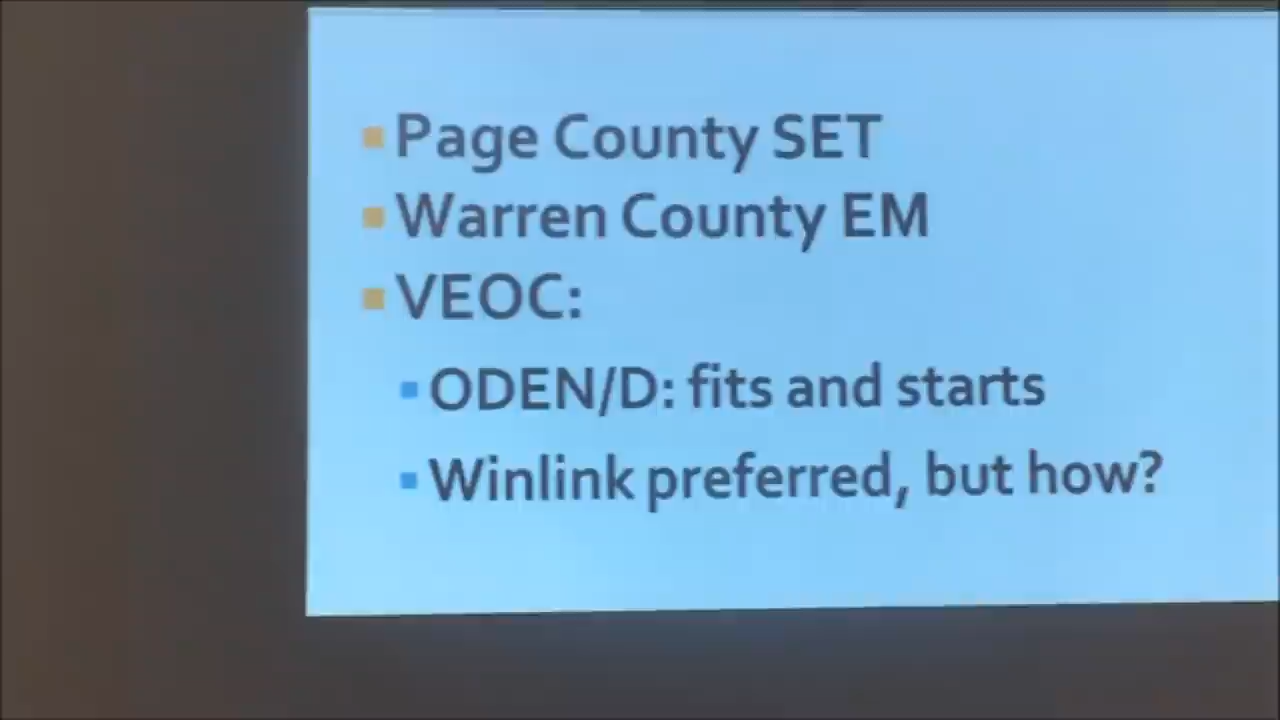 Page County SET
Warren County EM
VEOC:
ODEN/D: fits and starts
Winlink preferred, but how?